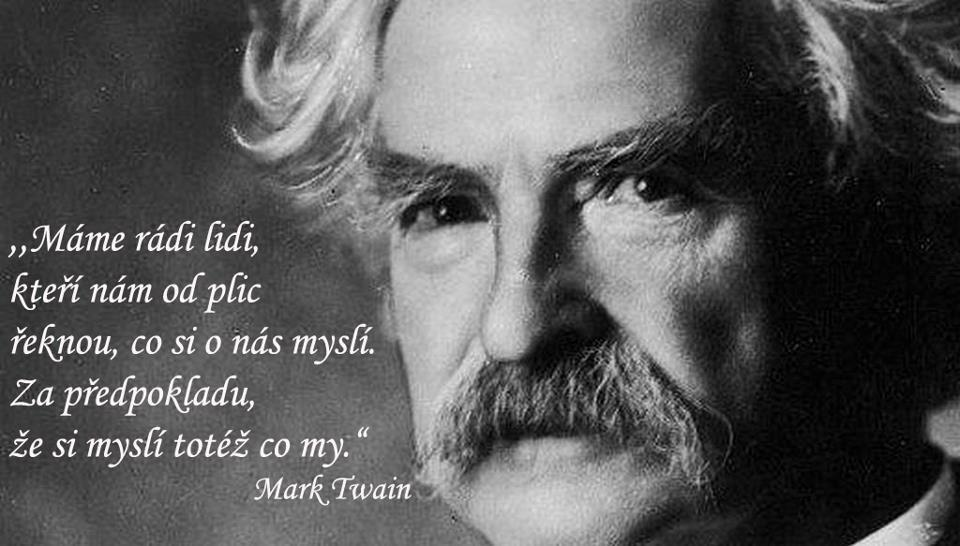 ,,Máme rádi lidi,
kteří nám od plic
řeknou, co si o nás myslí.
Za předpokladu,
že si myslí totéž co my.“
Mark Twain